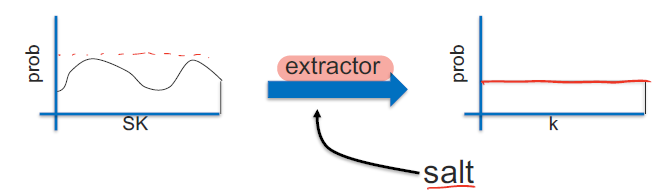 prob
SK
extractor
prob
k
salt